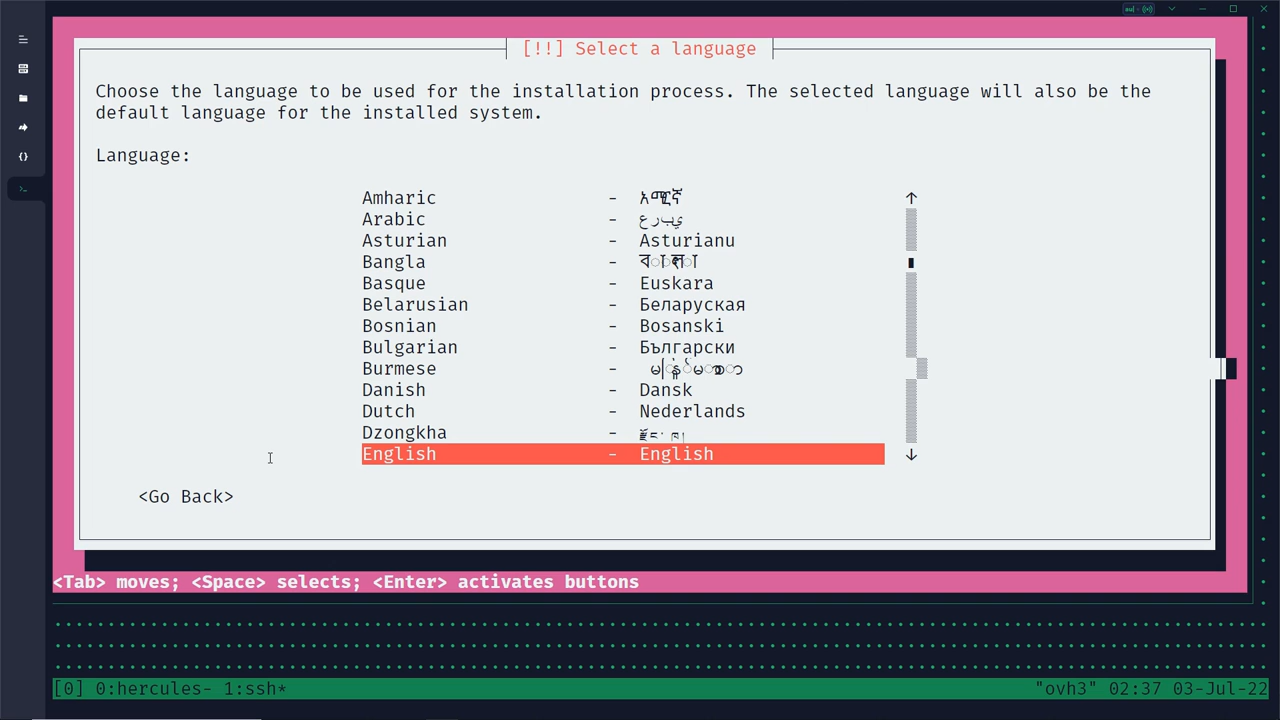 [!!] Select a language
Choose the language to be used for the installation process. The selected language will also be the
default language for the installed system.
Language:
Amharic - አማርኛ
Arabic - عربي
Asturian - Asturianu
Bangla - বাংলা
Basque - Euskara
Belarusian - Беларуская
Bosnian - Bosanski
Bulgarian - Български
Burmese -
Danish - Dansk
Dutch - Nederlands
Dzongkha -
English - English
<Go Back>
<Tab> moves; <Space> selects; <Enter> activates buttons
[0] 0:hercules- 1:ssh* "ovh3" 02:37 03-Jul-22